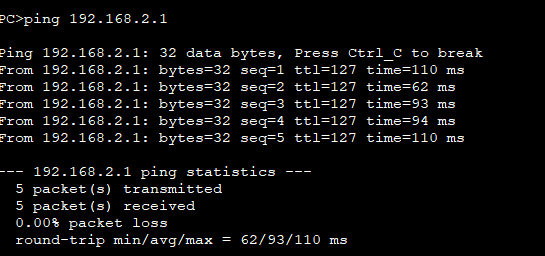 PC>ping 192.168.2.1
Ping 192.168.2.1: 32 data bytes, Press Ctrl_C to break
From 192.168.2.1: bytes=32 seq=1 ttl=127 time=110 ms
From 192.168.2.1: bytes=32 seq=2 ttl=127 time=62 ms
From 192.168.2.1: bytes=32 seq=3 ttl=127 time=93 ms
From 192.168.2.1: bytes=32 seq=4 ttl=127 time=94 ms
From 192.168.2.1: bytes=32 seq=5 ttl=127 time=110 ms
--- 192.168.2.1 ping statistics ---
5 packet(s) transmitted
5 packet(s) received
0.00% packet loss
round-trip min/avg/max = 62/93/110 ms